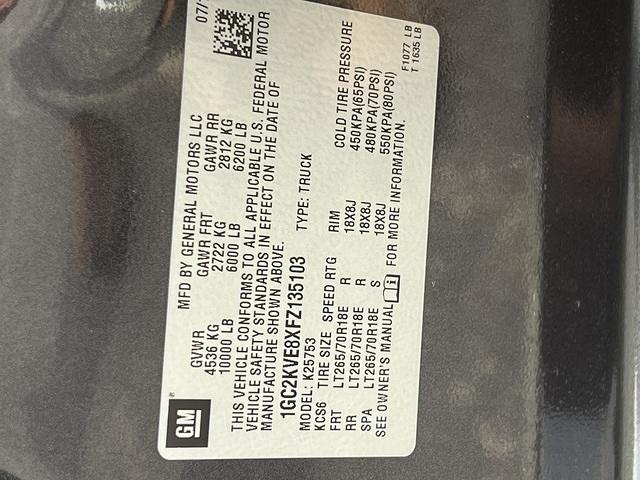 GM
MFD BY GENERAL MOTORS LLC 07/
GVWR GAWR FRT GAWR RR
4536 KG 2722 KG 2812 KG
10000 LB 6000 LB 6200 LB
THIS VEHICLE CONFORMS TO ALL APPLICABLE U.S. FEDERAL MOTOR
VEHICLE SAFETY STANDARDS IN EFFECT ON THE DATE OF
MANUFACTURE SHOWN ABOVE.
1GC2KVE8XFZ135103 TYPE: TRUCK
MODEL: K25753
KCS6 TIRE SIZE SPEED RTG RIM COLD TIRE PRESSURE
FRT LT265/70R18E R 18X8J 450KPA(65PSI)
RR LT265/70R18E R 18X8J 480KPA(70PSI)
SPA LT265/70R18E S 18X8J 550KPA(80PSI)
SEE OWNER'S MANUAL i FOR MORE INFORMATION.
F1077 LB
T 1635 LB